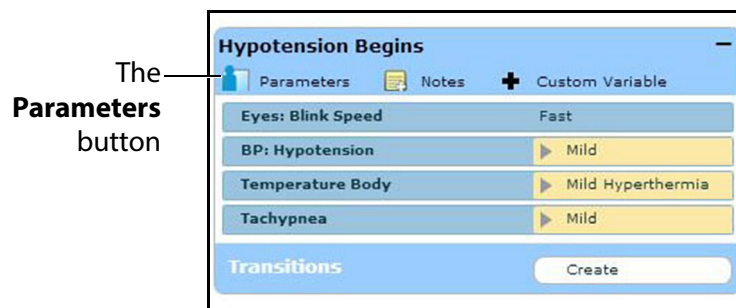 The
Parameters
button
Hypotension Begins
Parameters Notes Custom Variable
Eyes: Blink Speed Fast
BP: Hypotension Mild
Temperature Body Mild Hyperthermia
Tachypnea Mild
Transitions Create